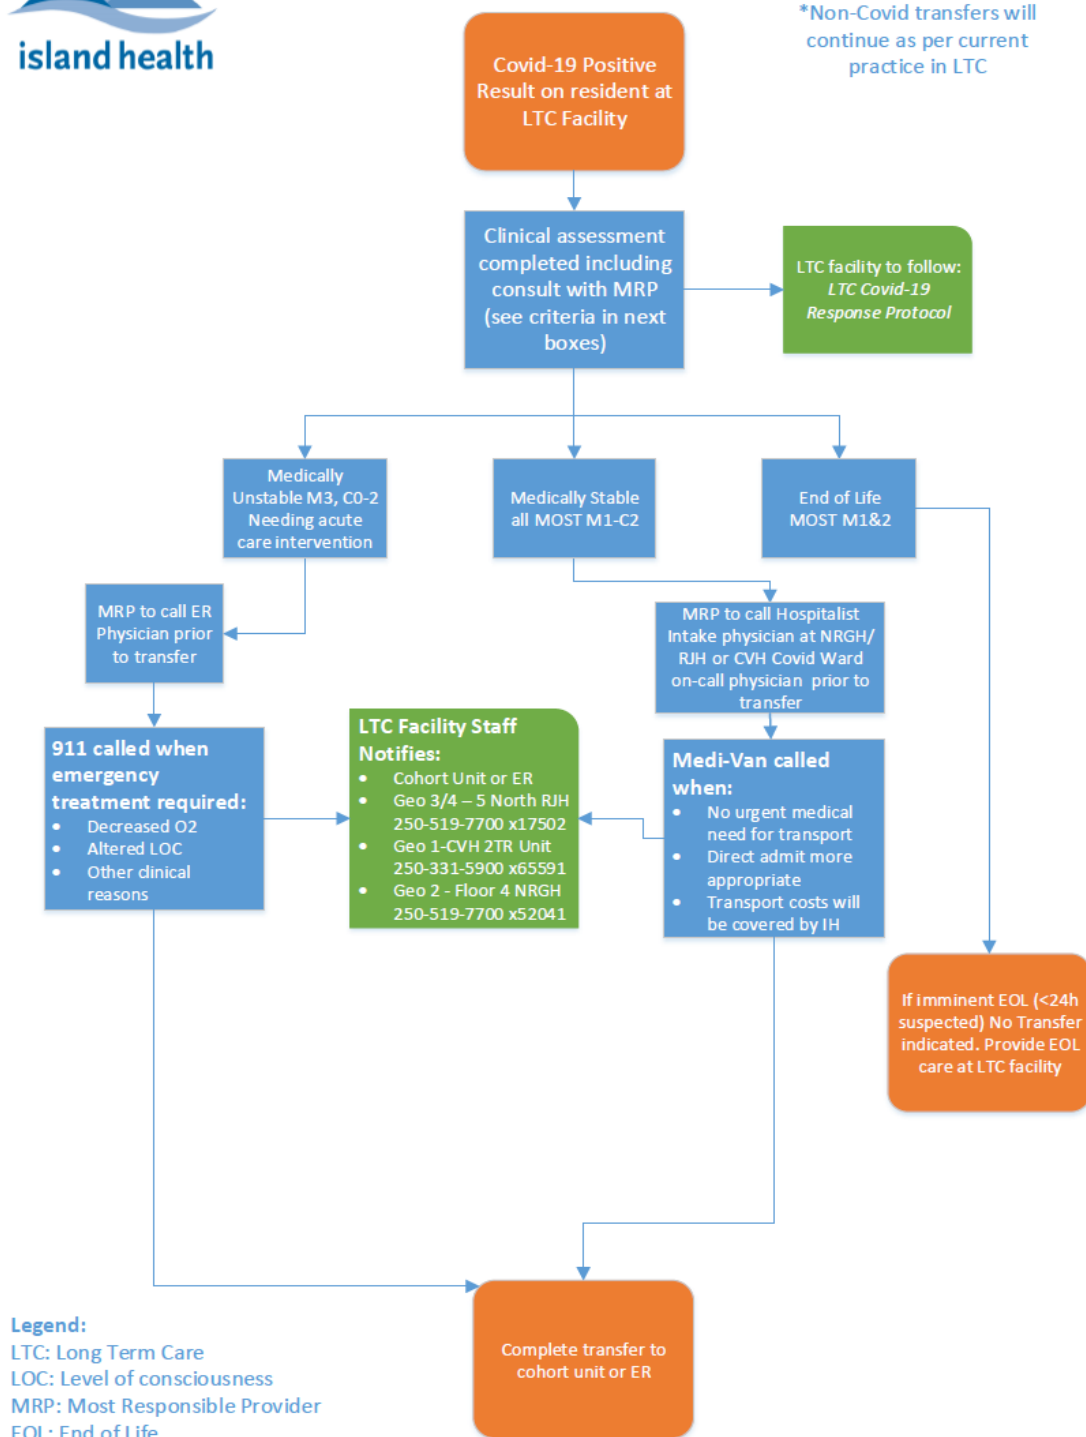 island health
*Non-Covid transfers will
continue as per current
practice in LTC
Covid-19 Positive
Result on resident at
LTC Facility
Clinical assessment
completed including
consult with MRP
(see criteria in next
boxes)
LTC facility to follow:
LTC Covid-19
Response Protocol
Medically
Unstable M3, C0-2
Needing acute
care intervention
Medically Stable
all MOST M1-C2
End of Life
MOST M1&2
MRP to call ER
Physician prior
to transfer
MRP to call Hospitalist
Intake physician at NRGH/
RJH or CVH Covid Ward
on-call physician prior to
transfer
911 called when
emergency
treatment required:
• Decreased O2
• Altered LOC
• Other clinical
reasons
LTC Facility Staff
Notifies:
• Cohort Unit or ER
• Geo 3/4 – 5 North RJH
250-519-7700 x17502
• Geo 1-CVH 2TR Unit
250-331-5900 x65591
• Geo 2 - Floor 4 NRGH
250-519-7700 x52041
Medi-Van called
when:
• No urgent medical
need for transport
• Direct admit more
appropriate
• Transport costs will
be covered by IH
If imminent EOL (<24h
suspected) No Transfer
indicated. Provide EOL
care at LTC facility
Complete transfer to
cohort unit or ER
Legend:
LTC: Long Term Care
LOC: Level of consciousness
MRP: Most Responsible Provider
EOL: End of Life